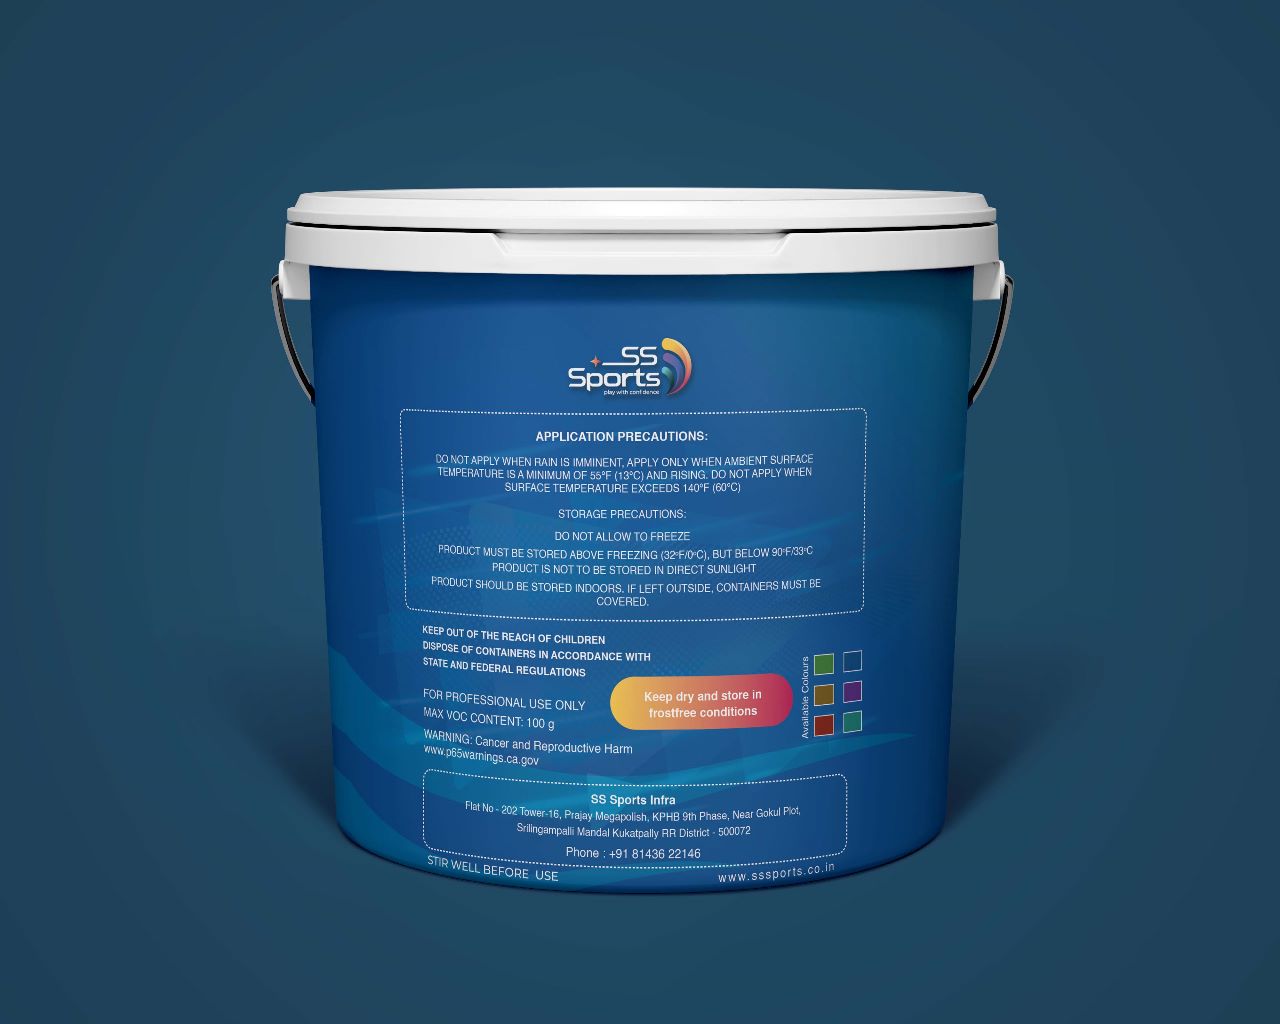 SS
Sports
play with confidence
APPLICATION PRECAUTIONS:
DO NOT APPLY WHEN RAIN IS IMMINENT, APPLY ONLY WHEN AMBIENT SURFACE
TEMPERATURE IS A MINIMUM OF 55°F (13°C) AND RISING. DO NOT APPLY WHEN
SURFACE TEMPERATURE EXCEEDS 140°F (60°C)
STORAGE PRECAUTIONS:
DO NOT ALLOW TO FREEZE
PRODUCT MUST BE STORED ABOVE FREEZING (32ºF/0ºC), BUT BELOW 90ºF/33ºC
PRODUCT IS NOT TO BE STORED IN DIRECT SUNLIGHT
PRODUCT SHOULD BE STORED INDOORS. IF LEFT OUTSIDE, CONTAINERS MUST BE
COVERED.
KEEP OUT OF THE REACH OF CHILDREN
DISPOSE OF CONTAINERS IN ACCORDANCE WITH
STATE AND FEDERAL REGULATIONS
FOR PROFESSIONAL USE ONLY
MAX VOC CONTENT: 100 g
WARNING: Cancer and Reproductive Harm
www.p65warnings.ca.gov
Keep dry and store in
frostfree conditions
Available Colours
SS Sports Infra
Flat No - 202 Tower-16, Prajay Megapolish, KPHB 9th Phase, Near Gokul Plot,
Srilingampalli Mandal Kukatpally RR District - 500072
Phone : +91 81436 22146
STIR WELL BEFORE USE
www.sssports.co.in